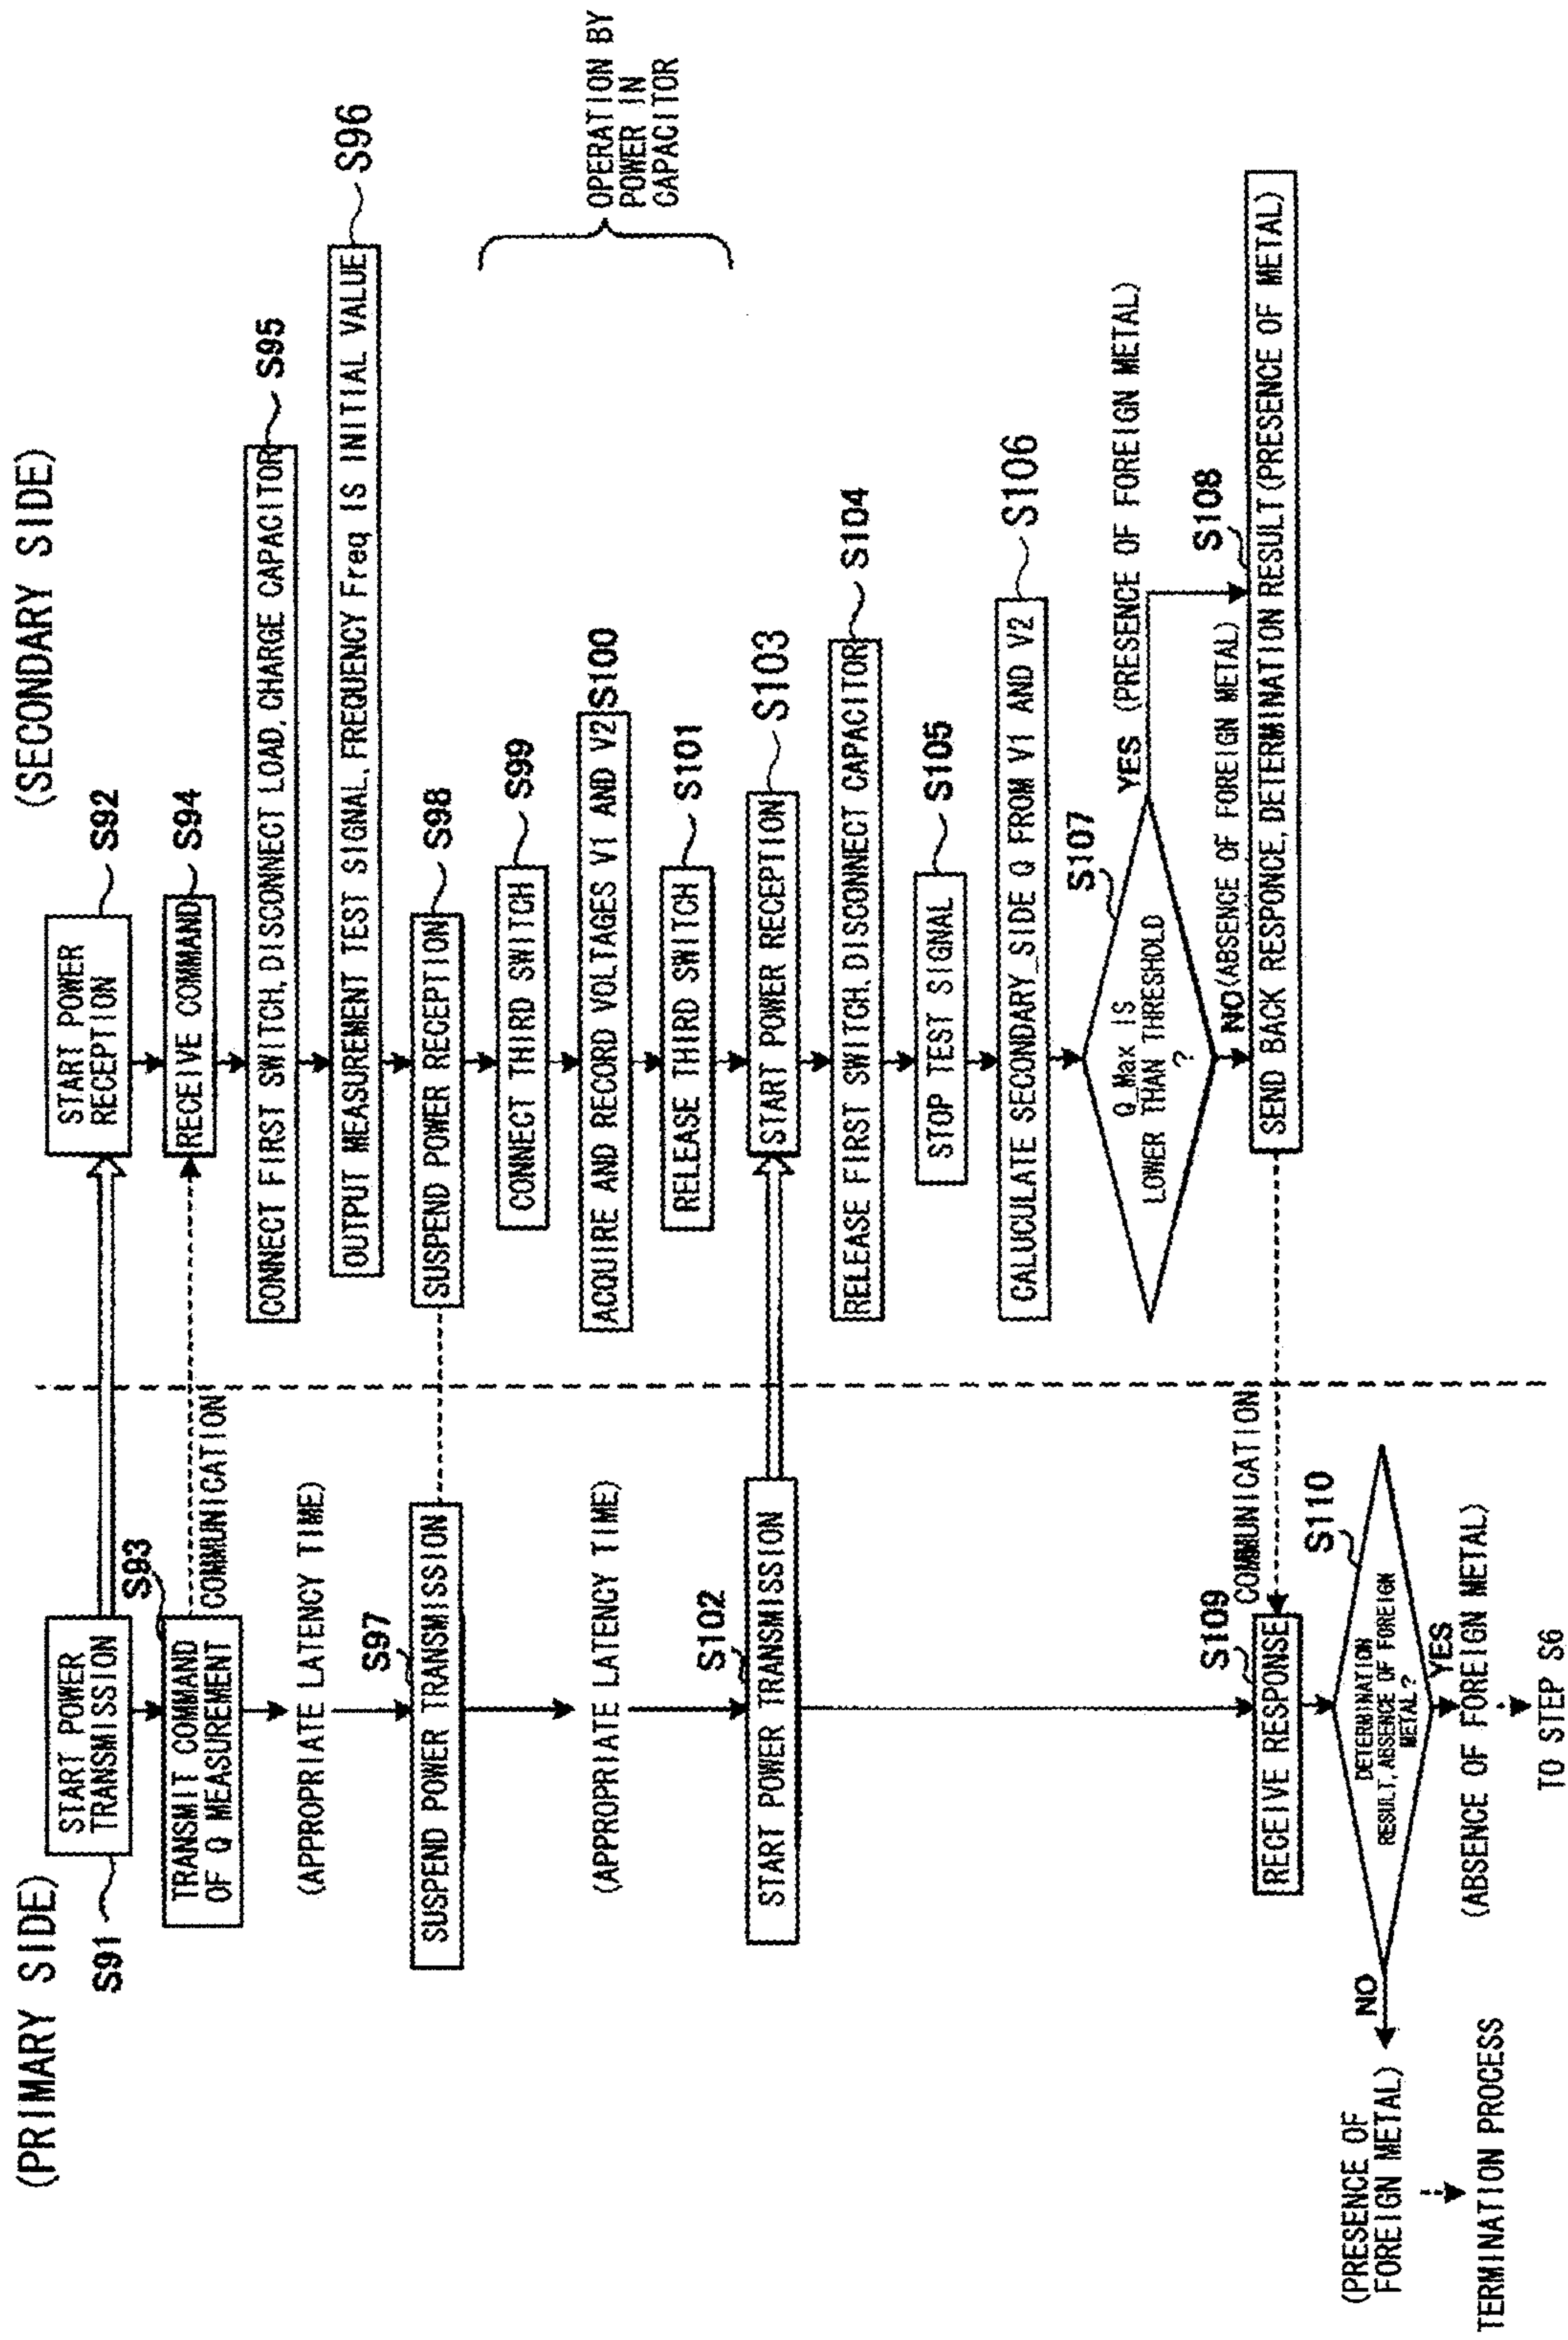 (PRIMARY SIDE)
(SECONDARY SIDE)
S91
START POWER
TRANSMISSION
START POWER
RECEPTION
S92
S93
TRANSMIT COMMAND
OF Q MEASUREMENT
COMMUNICATION
RECEIVE COMMAND
S94
(APPROPRIATE LATENCY TIME)
CONNECT FIRST SWITCH, DISCONNECT LOAD, CHARGE CAPACITOR
S95
OUTPUT MEASUREMENT TEST SIGNAL, FREQUENCY Freq IS INITIAL VALUE
S96
S97
SUSPEND POWER TRANSMISSION
SUSPEND POWER RECEPTION
S98
CONNECT THIRD SWITCH
S99
(APPROPRIATE LATENCY TIME)
ACQUIRE AND RECORD VOLTAGES V1 AND V2
S100
RELEASE THIRD SWITCH
S101
OPERATION BY
POWER IN
CAPACITOR
S102
START POWER TRANSMISSION
START POWER RECEPTION
S103
RELEASE FIRST SWITCH, DISCONNECT CAPACITOR
S104
STOP TEST SIGNAL
S105
CALUCULATE SECONDARY_SIDE Q FROM V1 AND V2
S106
S107
Q_Max IS
LOWER THAN THRESHOLD
?
YES (PRESENCE OF FOREIGN METAL)
NO (ABSENCE OF FOREIGN METAL)
S108
SEND BACK RESPONCE, DETERMINATION RESULT (PRESENCE OF METAL)
COMMUNICATION
S109
RECEIVE RESPONSE
S110
DETERMINATION
RESULT, ABSENCE OF FOREIGN
METAL?
NO
(PRESENCE OF
FOREIGN METAL)
TERMINATION PROCESS
YES
(ABSENCE OF FOREIGN METAL)
TO STEP S6